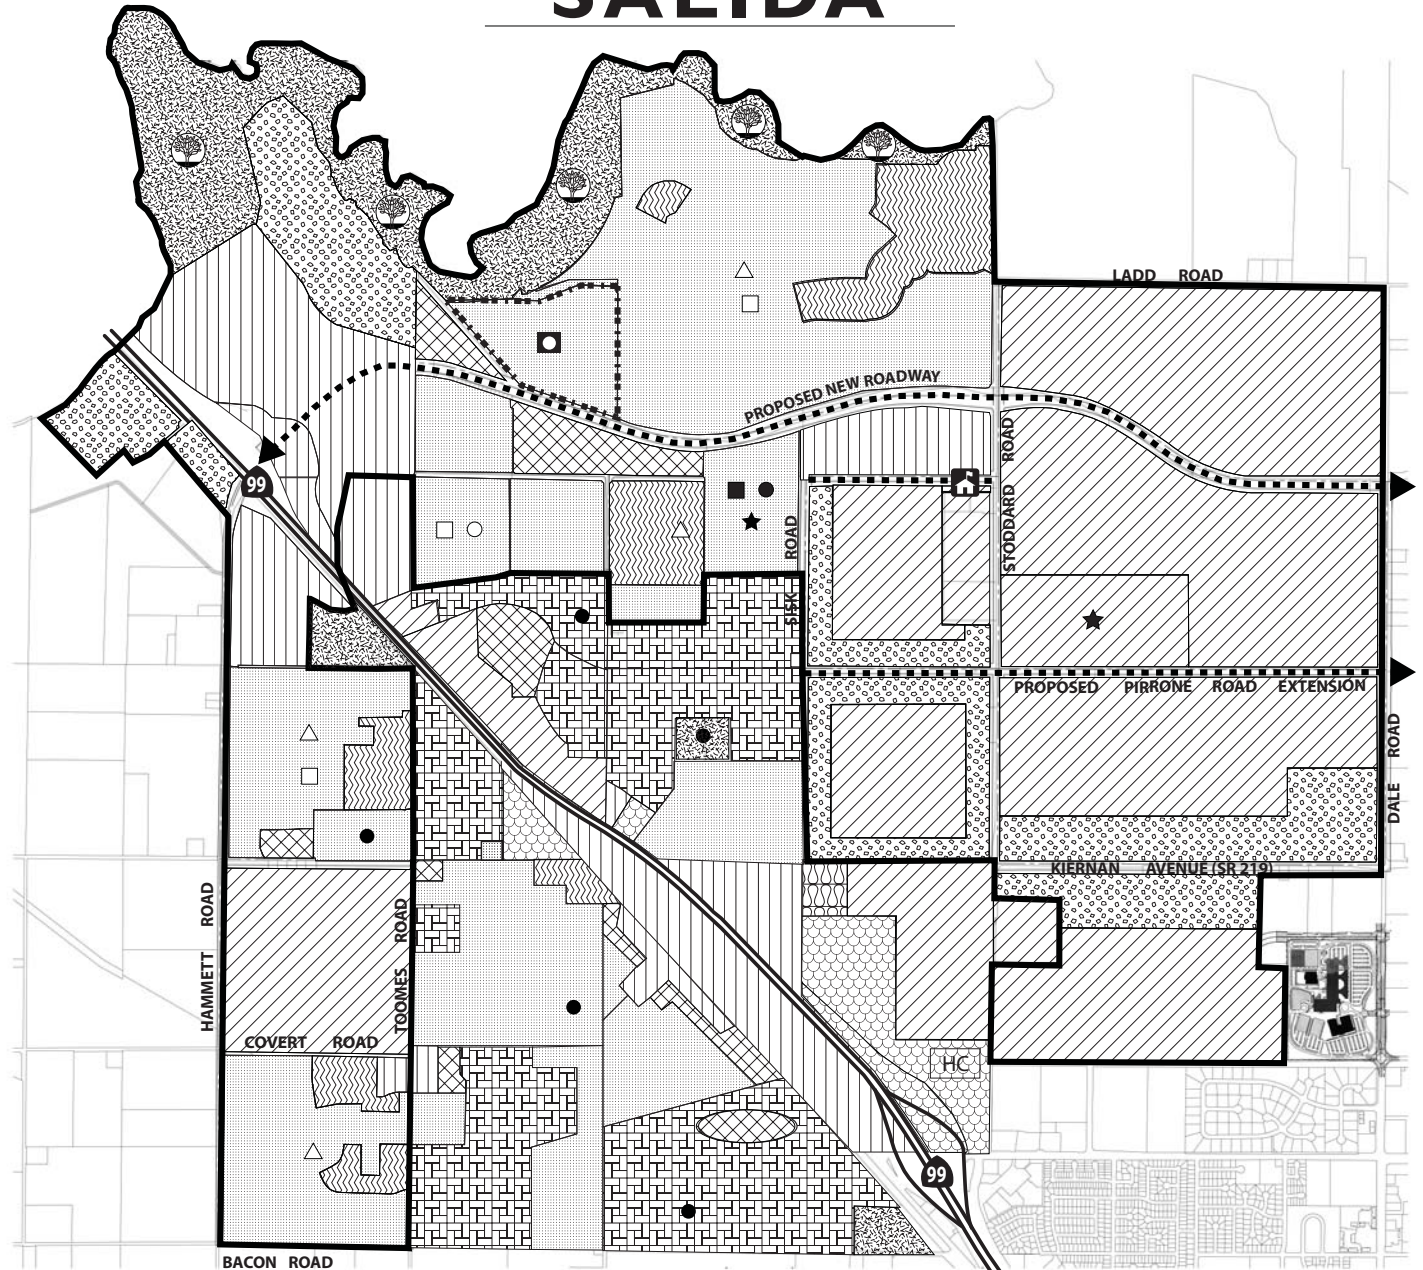 SALIDA
LADD ROAD
PROPOSED NEW ROADWAY
99
STODDARD ROAD
SISK ROAD
PROPOSED PIRRONE ROAD EXTENSION
DALE ROAD
KIERNAN AVENUE (SR 219)
HAMMETT ROAD
TOOMES ROAD
COVERT ROAD
HC
99
BACON ROAD